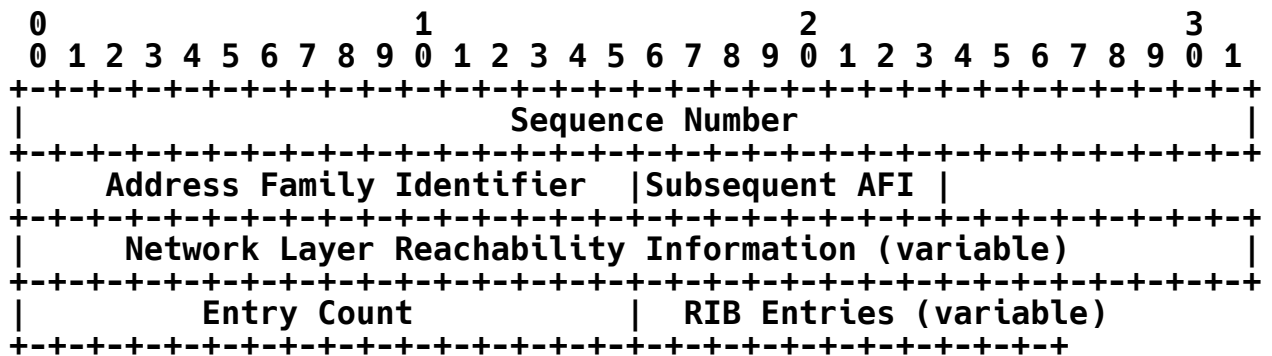 0                   1                   2                   3
 0 1 2 3 4 5 6 7 8 9 0 1 2 3 4 5 6 7 8 9 0 1 2 3 4 5 6 7 8 9 0 1
+-+-+-+-+-+-+-+-+-+-+-+-+-+-+-+-+-+-+-+-+-+-+-+-+-+-+-+-+-+-+-+-+
|                         Sequence Number                       |
+-+-+-+-+-+-+-+-+-+-+-+-+-+-+-+-+-+-+-+-+-+-+-+-+-+-+-+-+-+-+-+-+
|    Address Family Identifier  |Subsequent AFI |
+-+-+-+-+-+-+-+-+-+-+-+-+-+-+-+-+-+-+-+-+-+-+-+-+-+-+-+-+-+-+-+-+
|     Network Layer Reachability Information (variable)         |
+-+-+-+-+-+-+-+-+-+-+-+-+-+-+-+-+-+-+-+-+-+-+-+-+-+-+-+-+-+-+-+-+
|         Entry Count           |  RIB Entries (variable)
+-+-+-+-+-+-+-+-+-+-+-+-+-+-+-+-+-+-+-+-+-+-+-+-+-+-+-+